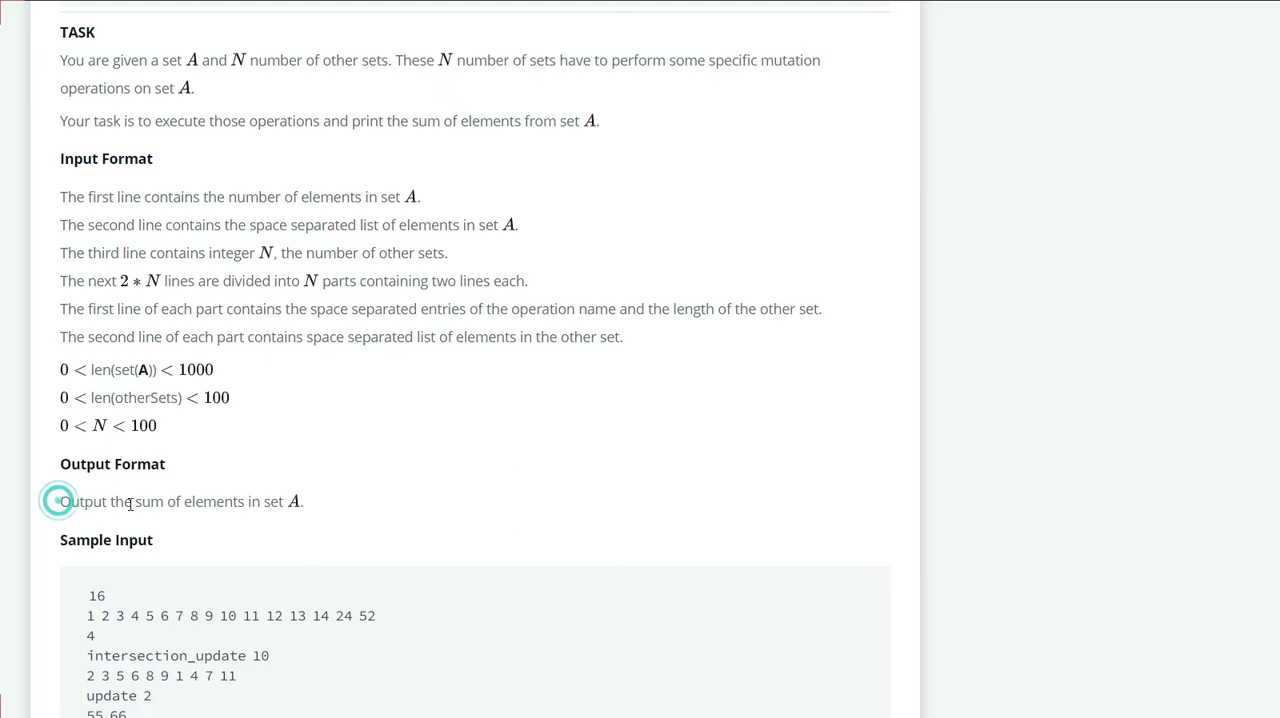 TASK
You are given a set A and N number of other sets. These N number of sets have to perform some specific mutation
operations on set A.
Your task is to execute those operations and print the sum of elements from set A.
Input Format
The first line contains the number of elements in set A.
The second line contains the space separated list of elements in set A.
The third line contains integer N, the number of other sets.
The next 2 * N lines are divided into N parts containing two lines each.
The first line of each part contains the space separated entries of the operation name and the length of the other set.
The second line of each part contains space separated list of elements in the other set.
0 < len(set(A)) < 1000
0 < len(otherSets) < 100
0 < N < 100
Output Format
Output the sum of elements in set A.
Sample Input
16
1 2 3 4 5 6 7 8 9 10 11 12 13 14 24 52
4
intersection_update 10
2 3 5 6 8 9 1 4 7 11
update 2
55 66